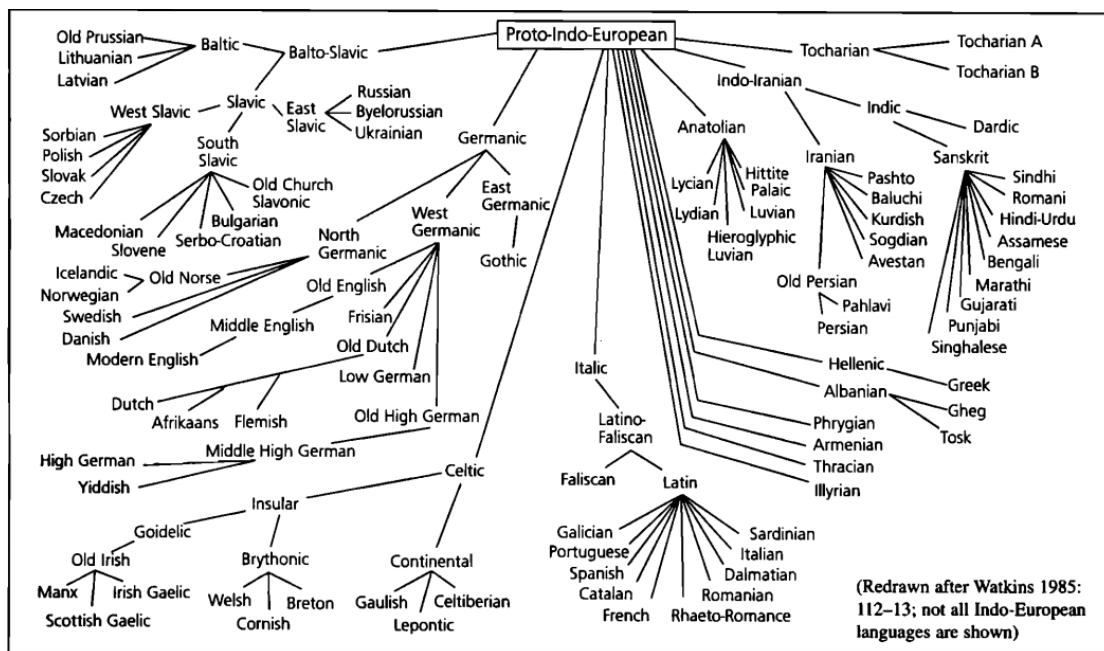 Proto-Indo-European
Old Prussian
Lithuanian
Latvian
Baltic
Balto-Slavic
West Slavic
Slavic
East
Slavic
Russian
Byelorussian
Ukrainian
Sorbian
Polish
Slovak
Czech
South
Slavic
Old Church
Slavonic
Bulgarian
Serbo-Croatian
Slovene
Macedonian
Germanic
North
Germanic
West
Germanic
East
Germanic
Gothic
Icelandic
Norwegian
Old Norse
Swedish
Danish
Old English
Middle English
Modern English
Frisian
Old Dutch
Low German
Dutch
Afrikaans
Flemish
Old High German
Middle High German
High German
Yiddish
Celtic
Insular
Goidelic
Old Irish
Manx
Irish Gaelic
Scottish Gaelic
Brythonic
Welsh
Breton
Cornish
Continental
Gaulish
Celtiberian
Lepontic
Italic
Latino-
Faliscan
Faliscan
Latin
Galician
Portuguese
Spanish
Catalan
French
Sardinian
Italian
Dalmatian
Romanian
Rhaeto-Romance
Anatolian
Lycian
Lydian
Hittite
Palaic
Luvian
Hieroglyphic
Luvian
Tocharian
Tocharian A
Tocharian B
Indo-Iranian
Indic
Dardic
Iranian
Pashto
Baluchi
Kurdish
Sogdian
Avestan
Old Persian
Pahlavi
Persian
Sanskrit
Sindhi
Romani
Hindi-Urdu
Assamese
Bengali
Marathi
Gujarati
Punjabi
Singhalese
Hellenic
Greek
Albanian
Gheg
Tosk
Phrygian
Armenian
Thracian
Illyrian
(Redrawn after Watkins 1985:
112–13; not all Indo-European
languages are shown)